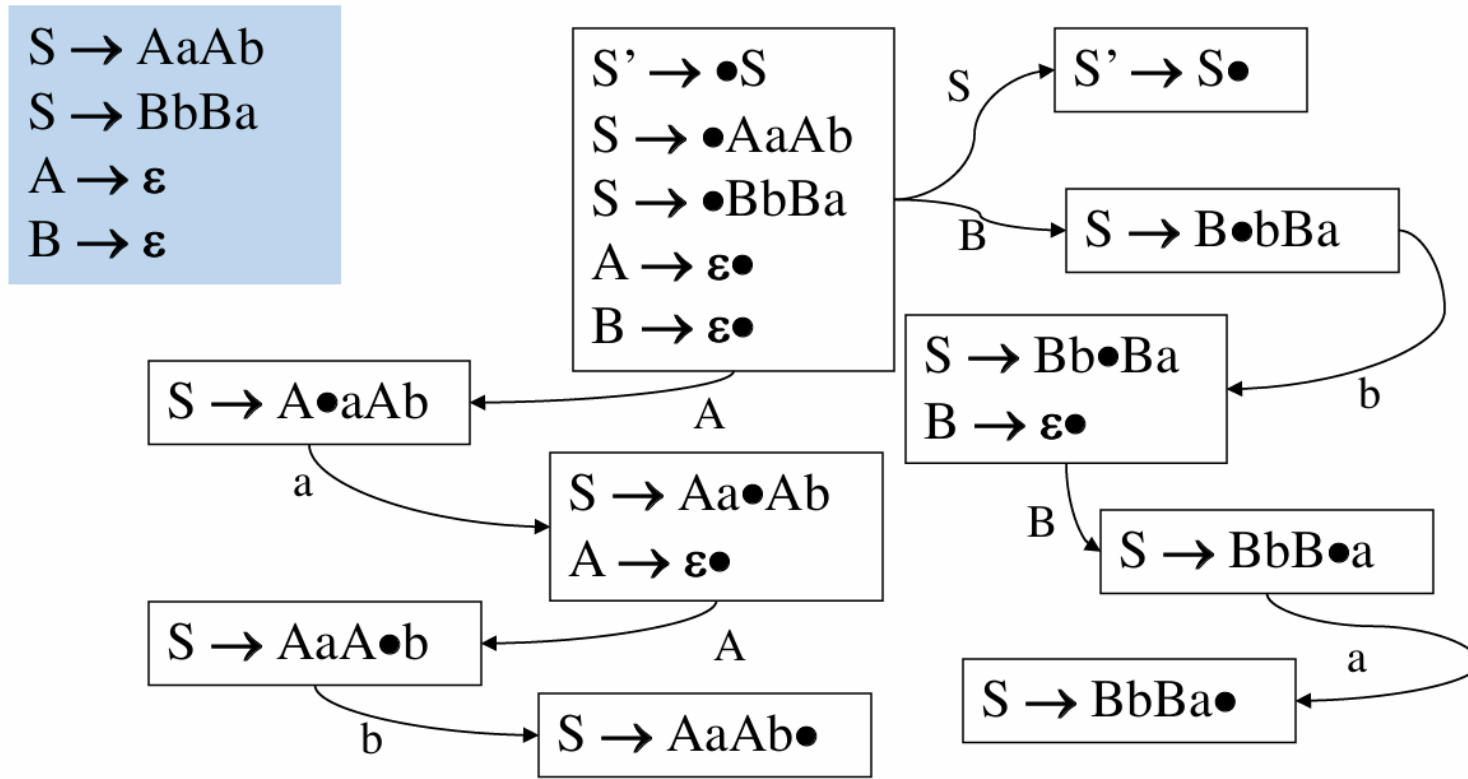 S → AaAb
S → BbBa
A → ε
B → ε
S’ → ●S
S → ●AaAb
S → ●BbBa
A → ε●
B → ε●
S
S’ → S●
B
S → B●bBa
b
S → Bb●Ba
B → ε●
A
S → A●aAb
a
S → Aa●Ab
A → ε●
B
S → BbB●a
A
S → AaA●b
a
S → BbBa●
b
S → AaAb●